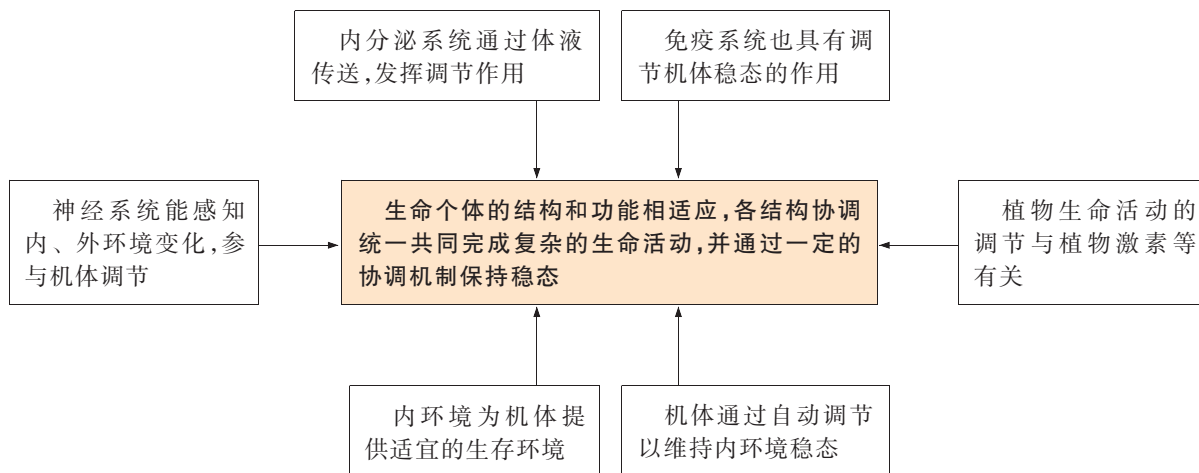 内分泌系统通过体液
传送,发挥调节作用
免疫系统也具有调
节机体稳态的作用
神经系统能感知
内、外环境变化,参
与机体调节
生命个体的结构和功能相适应,各结构协调
统一共同完成复杂的生命活动,并通过一定的
协调机制保持稳态
植物生命活动的
调节与植物激素等
有关
内环境为机体提
供适宜的生存环境
机体通过自动调节
以维持内环境稳态